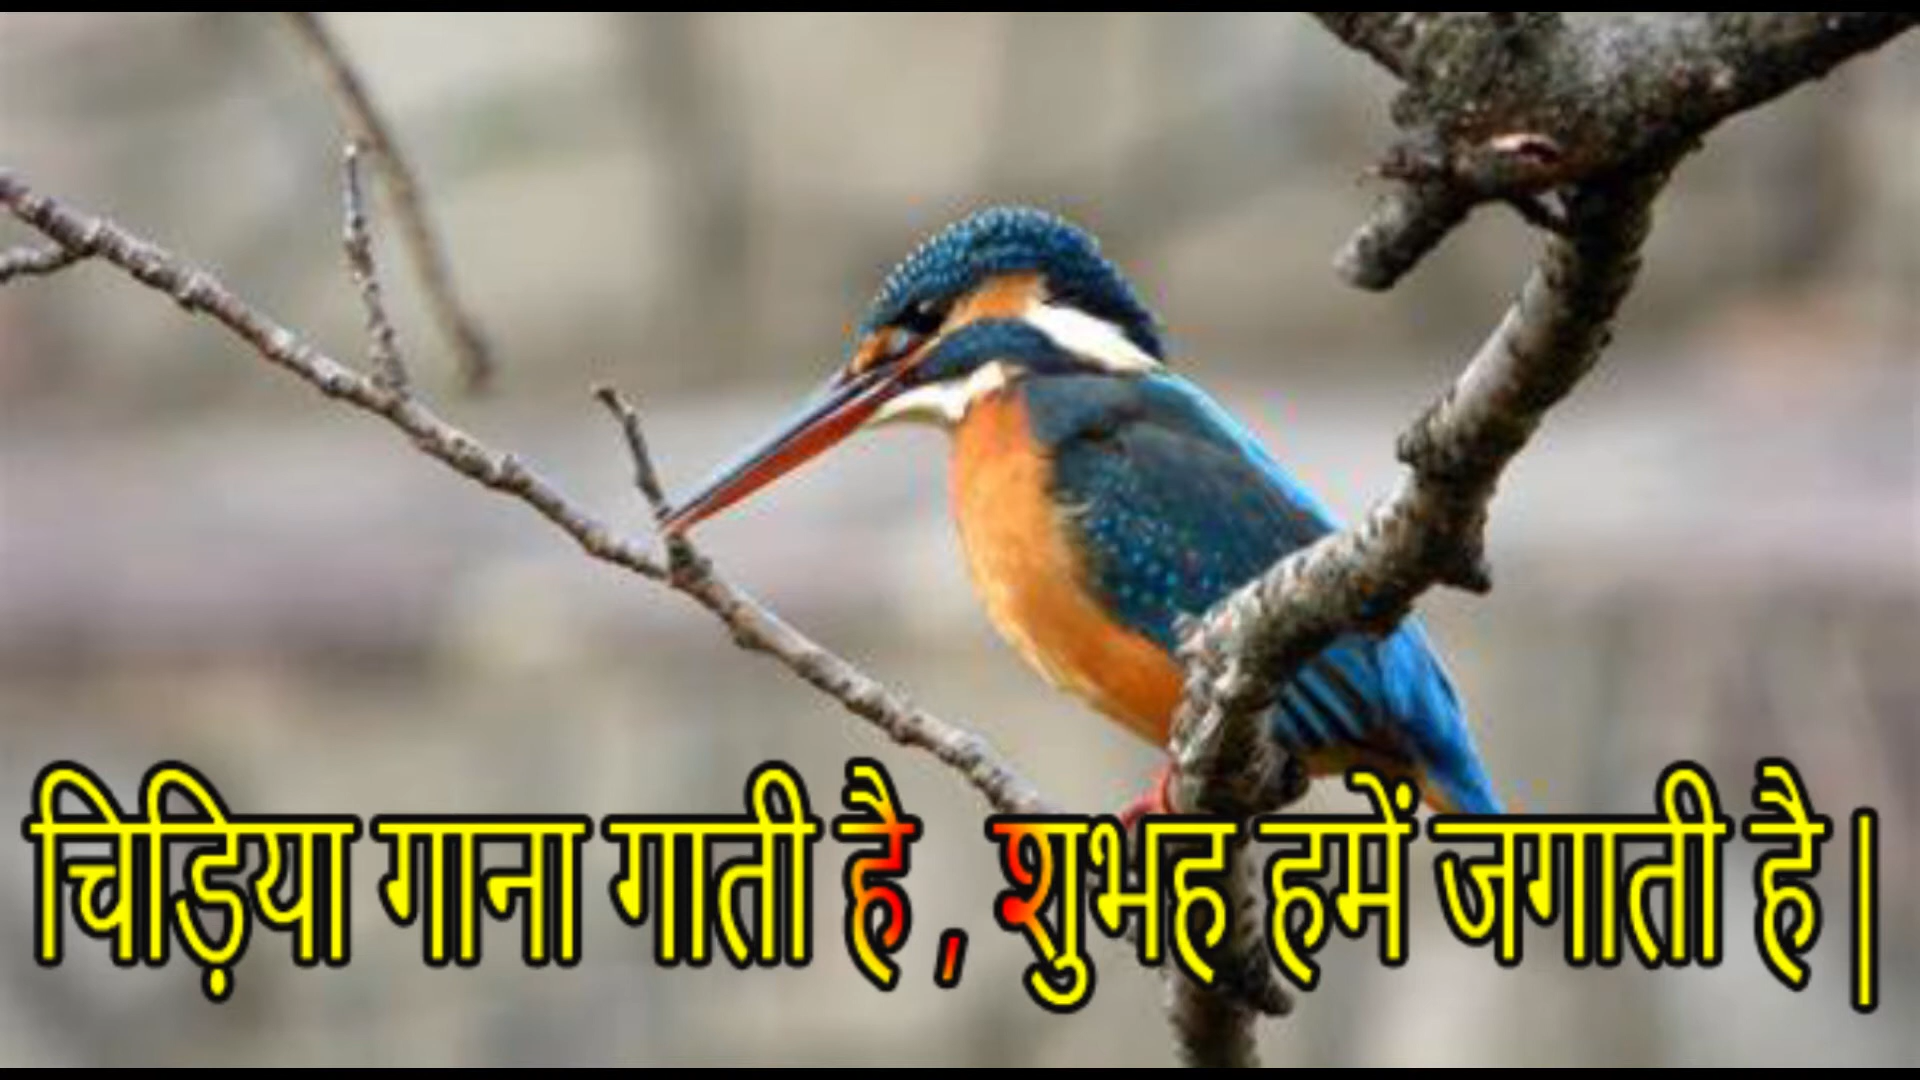 चिड़िया गाना गाती है , शुभह हमें जगाती है |